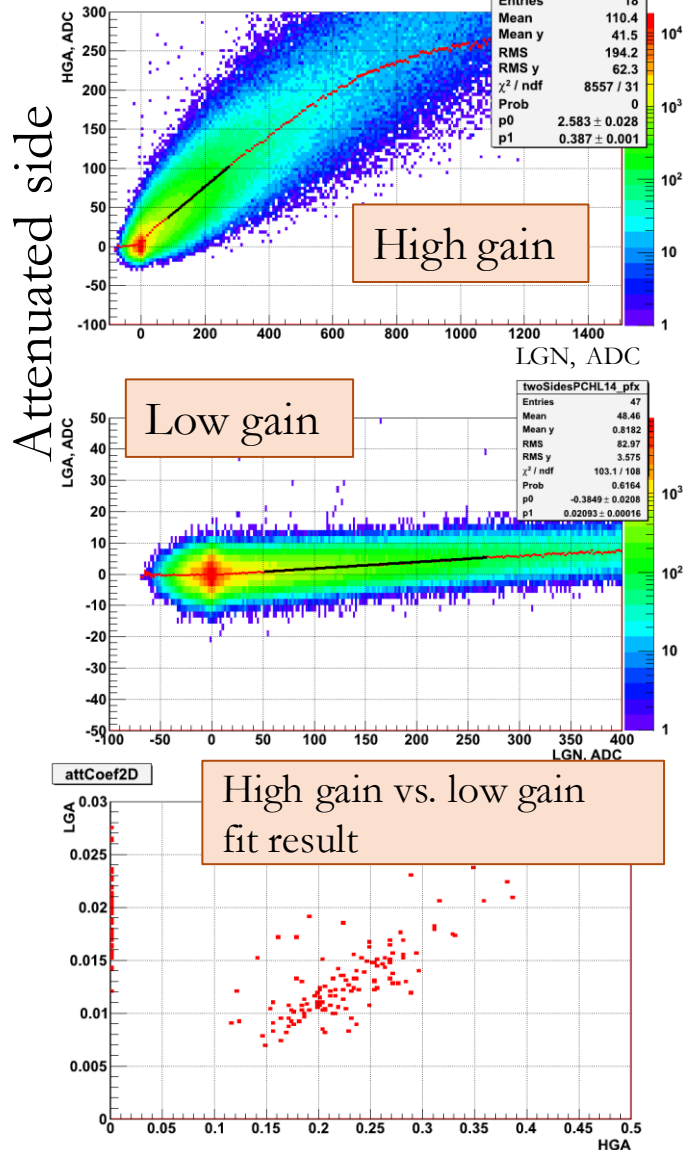 Attenuated side
HGA, ADC
300
250
200
150
100
50
0
-50
-100
0
200
400
600
800
1000
1200
1400
LGN, ADC
Entries 18
Mean 110.4
Mean y 41.5
RMS 194.2
RMS y 62.3
χ² / ndf 8557 / 31
Prob 0
p0 2.583 ± 0.028
p1 0.387 ± 0.001
10⁴
10³
10²
10
1
High gain
Low gain
LGA, ADC
50
40
30
20
10
0
-10
-20
-30
-40
-50
-100
-50
0
50
100
150
200
250
300
350
400
LGN, ADC
twoSidesPCHL14_pfx
Entries 47
Mean 48.46
Mean y 0.8182
RMS 82.97
RMS y 3.575
χ² / ndf 103.1 / 108
Prob 0.6164
p0 -0.3849 ± 0.0208
p1 0.02093 ± 0.00016
10³
10²
10
1
attCoef2D
High gain vs. low gain
fit result
LGA
0.03
0.025
0.02
0.015
0.01
0.005
0
0
0.05
0.1
0.15
0.2
0.25
0.3
0.35
0.4
0.45
0.5
HGA